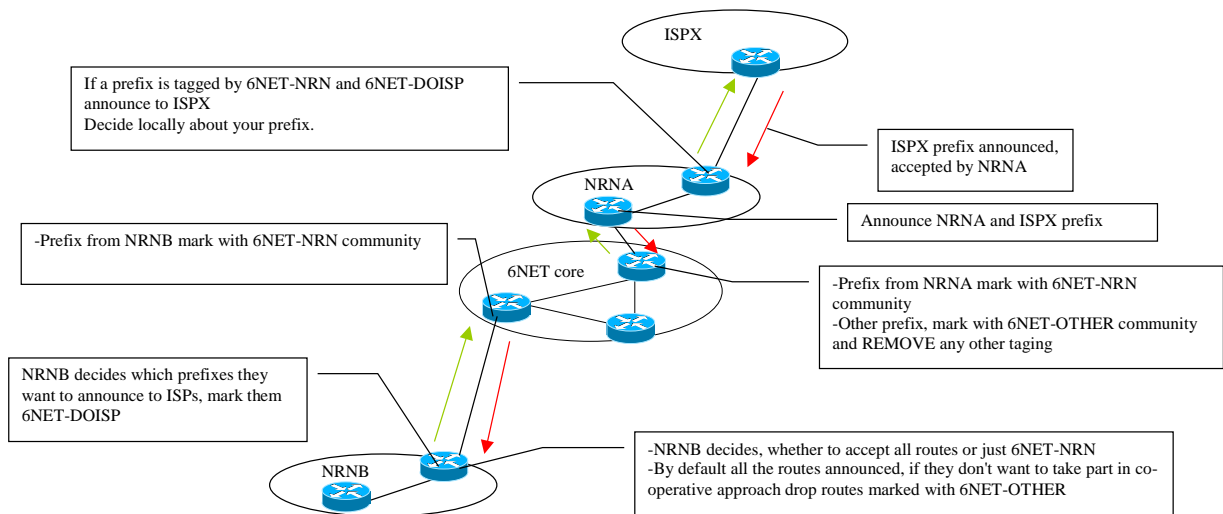 ISPX
If a prefix is tagged by 6NET-NRN and 6NET-DOISP
announce to ISPX
Decide locally about your prefix.
ISPX prefix announced,
accepted by NRNA
NRNA
Announce NRNA and ISPX prefix
-Prefix from NRNB mark with 6NET-NRN community
6NET core
-Prefix from NRNA mark with 6NET-NRN
community
-Other prefix, mark with 6NET-OTHER community
and REMOVE any other taging
NRNB decides which prefixes they
want to announce to ISPs, mark them
6NET-DOISP
-NRNB decides, whether to accept all routes or just 6NET-NRN
-By default all the routes announced, if they don't want to take part in co-
operative approach drop routes marked with 6NET-OTHER
NRNB